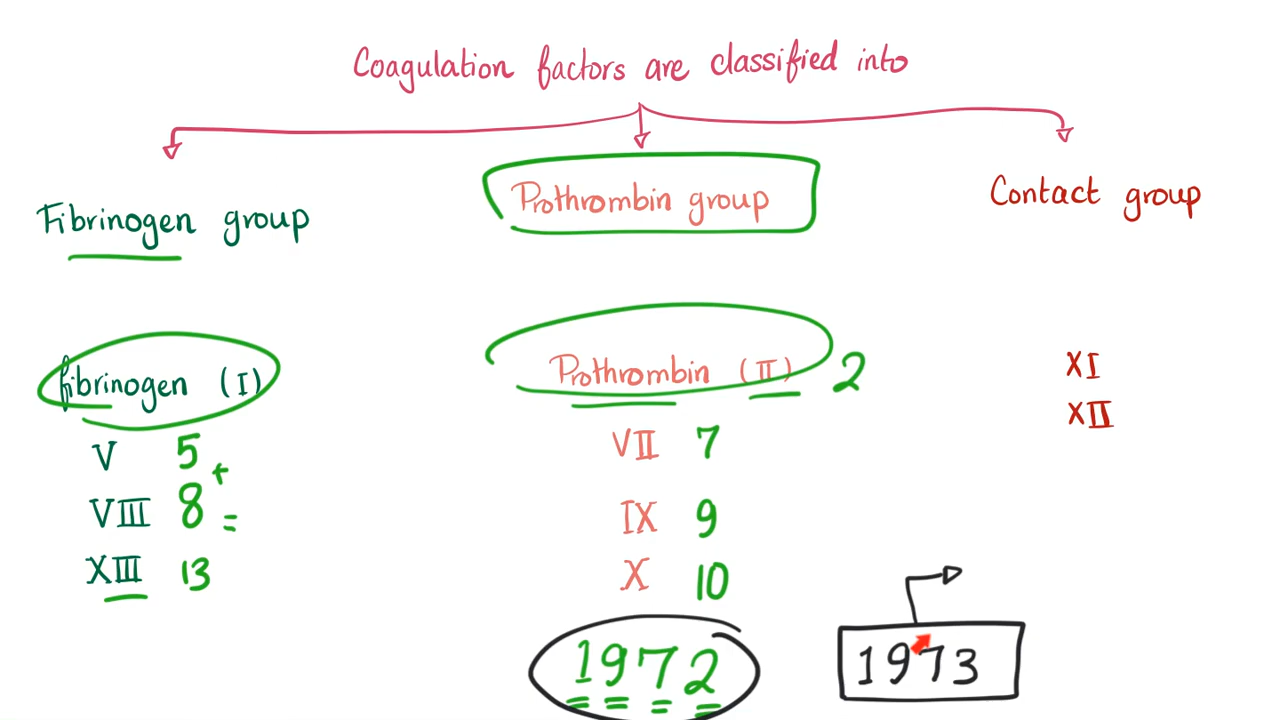 Coagulation factors are classified into
Fibrinogen group
Prothrombin group
Contact group
fibrinogen (I)
V 5 +
VIII 8 =
XIII 13
Prothrombin (II) 2
VII 7
IX 9
X 10
1972
1973
XI
XII